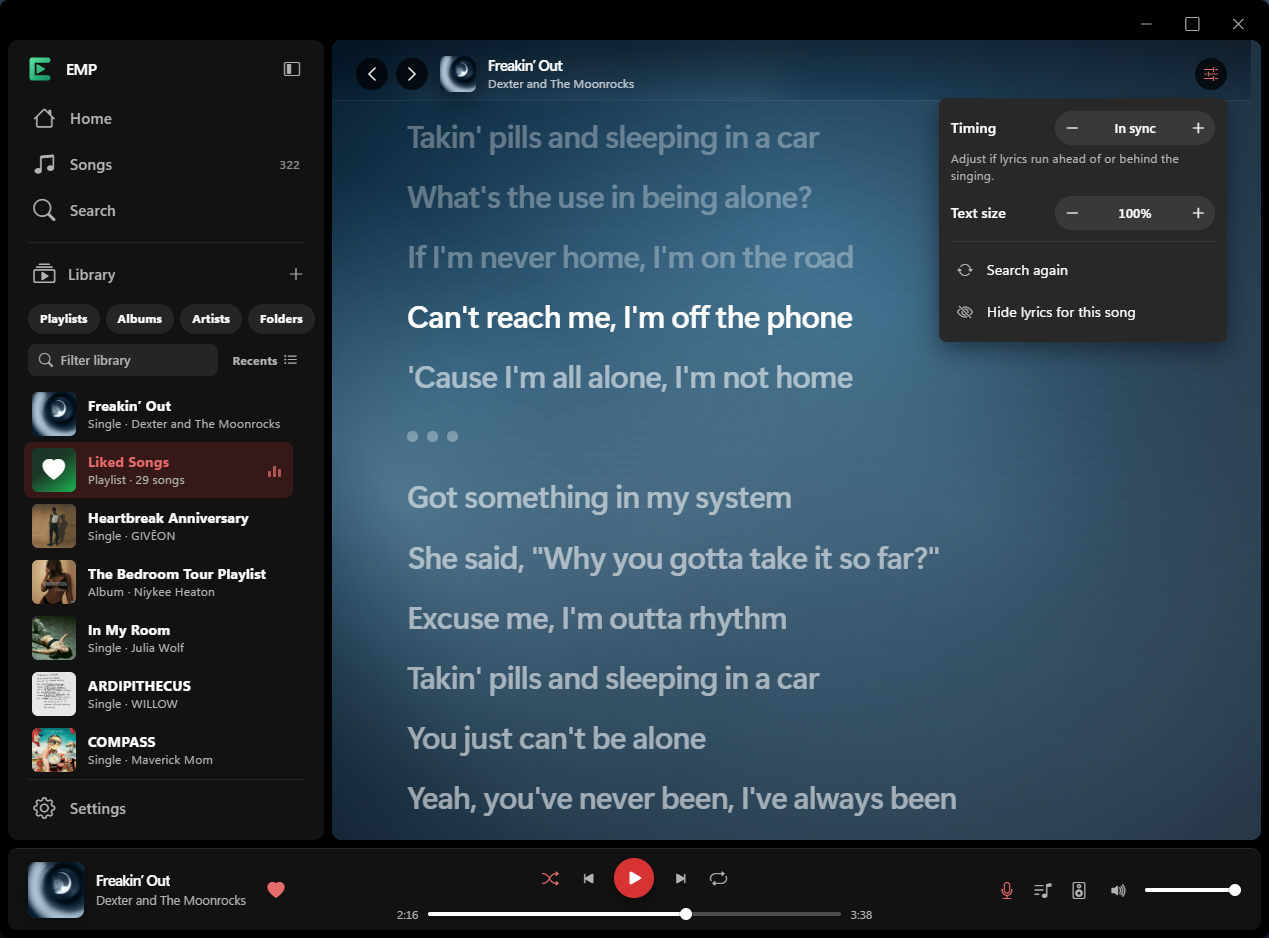 EMP
Home
Songs 322
Search
Library
Playlists Albums Artists Folders
Filter library Recents
Freakin’ Out
Single · Dexter and The Moonrocks
Liked Songs
Playlist · 29 songs
Heartbreak Anniversary
Single · GIVĒON
The Bedroom Tour Playlist
Album · Niykee Heaton
In My Room
Single · Julia Wolf
ARDIPITHECUS
Single · WILLOW
COMPASS
Single · Maverick Mom
Settings
Freakin’ Out
Dexter and The Moonrocks
Takin' pills and sleeping in a car
What's the use in being alone?
If I'm never home, I'm on the road
Can't reach me, I'm off the phone
'Cause I'm all alone, I'm not home
Got something in my system
She said, "Why you gotta take it so far?"
Excuse me, I'm outta rhythm
Takin' pills and sleeping in a car
You just can't be alone
Yeah, you've never been, I've always been
Timing In sync
Adjust if lyrics run ahead of or behind the
singing.
Text size 100%
Search again
Hide lyrics for this song
Freakin’ Out
Dexter and The Moonrocks
2:16 3:38